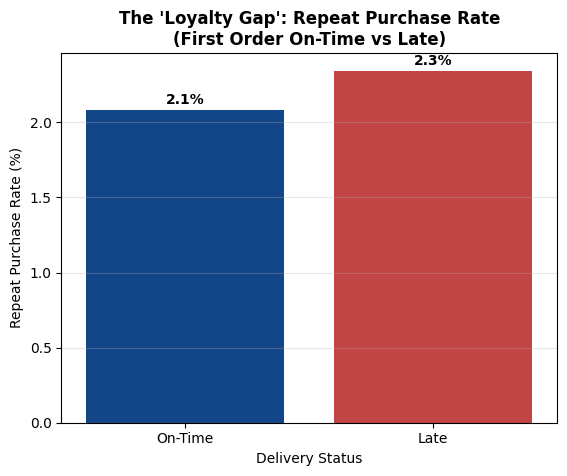 The 'Loyalty Gap': Repeat Purchase Rate
(First Order On-Time vs Late)
2.3%
2.1%
2.0
1.5
1.0
0.5
0.0
Repeat Purchase Rate (%)
On-Time
Late
Delivery Status